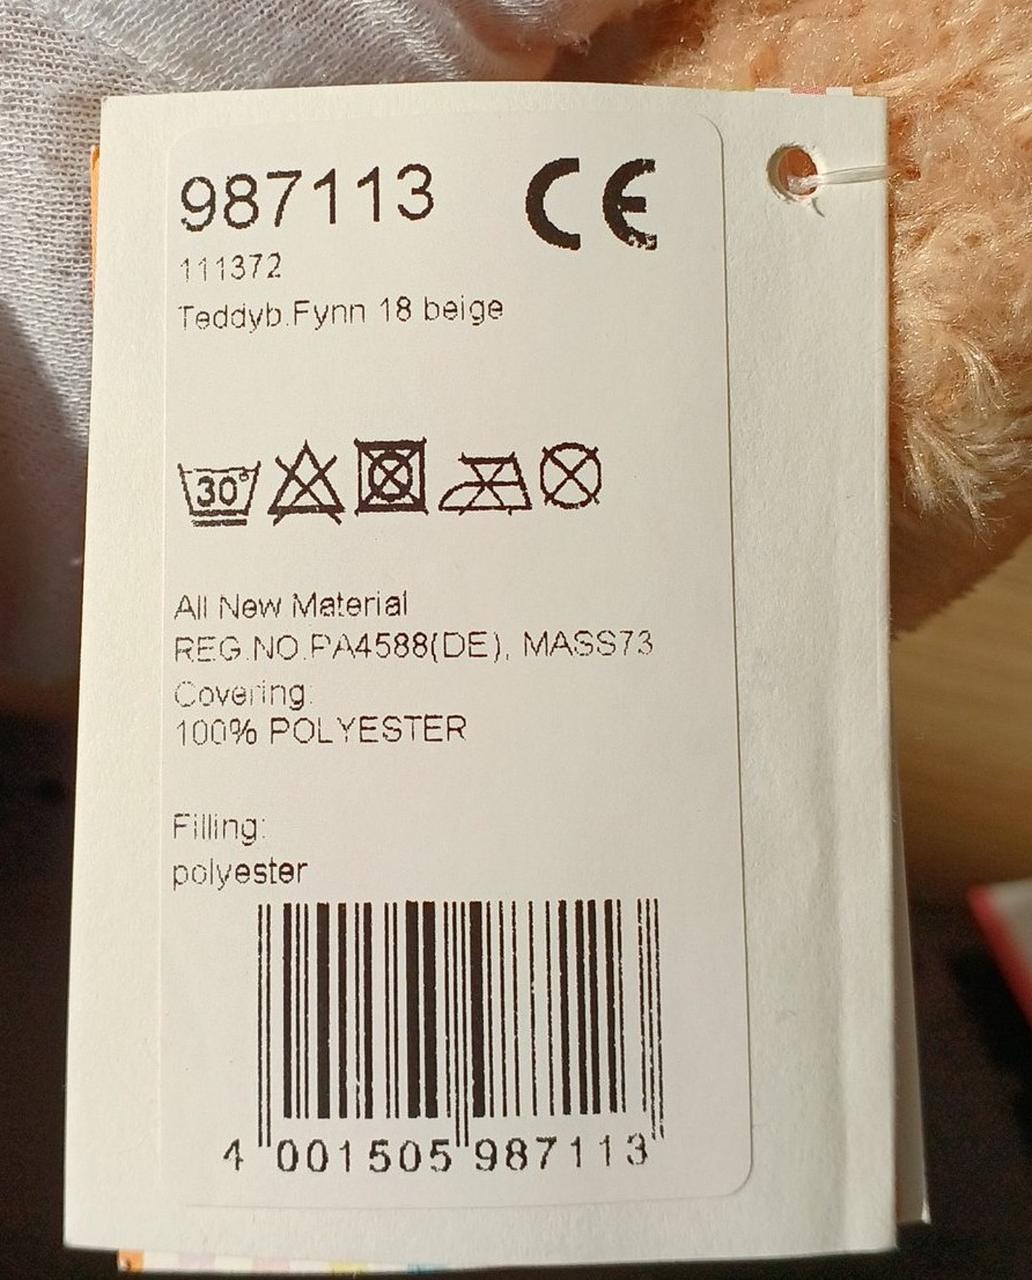 987113 CE
111372
Teddyb.Fynn 18 beige
30°
All New Material
REG.NO.PA4588(DE), MASS73
Covering:
100% POLYESTER
Filling:
polyester
4 001505 987113